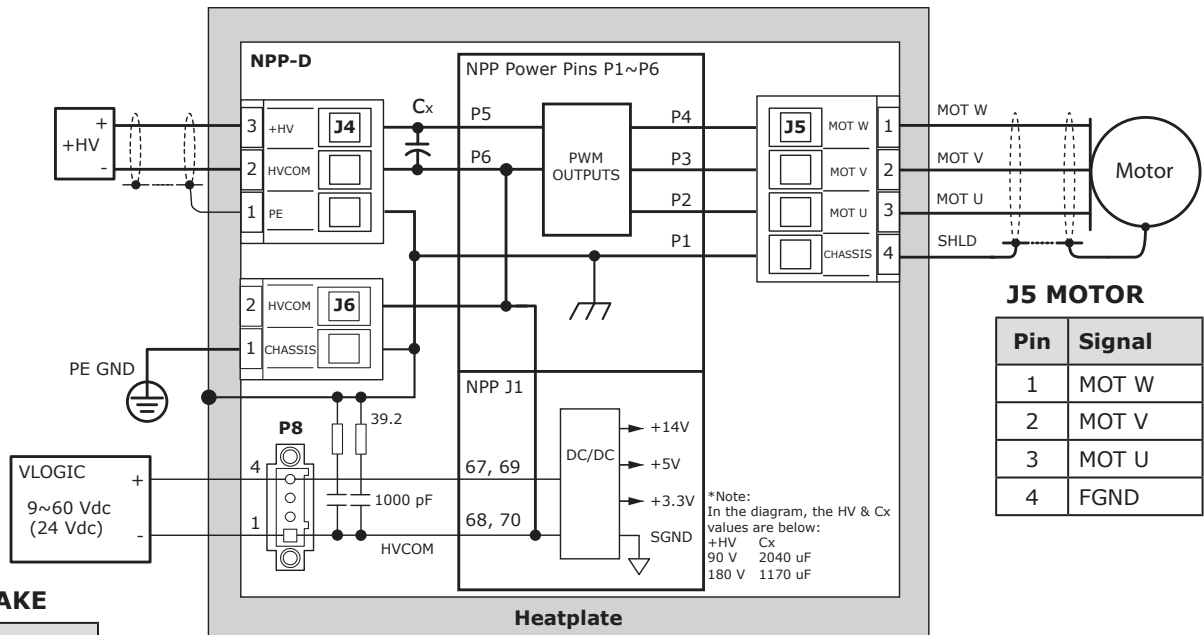 NPP-D
NPP Power Pins P1~P6
+HV
+
-
3 +HV J4
2 HVCOM
1 PE
Cx
P5
P6
PWM
OUTPUTS
P4
P3
P2
P1
J5 MOT W 1
MOT V 2
MOT U 3
CHASSIS 4
MOT W
MOT V
MOT U
SHLD
Motor
2 HVCOM J6
1 CHASSIS
PE GND
J5 MOTOR
Pin Signal
1 MOT W
2 MOT V
3 MOT U
4 FGND
NPP J1
39.2
P8
4
1
1000 pF
VLOGIC
9~60 Vdc
(24 Vdc)
+
-
67, 69
68, 70
HVCOM
DC/DC
+14V
+5V
+3.3V
SGND
*Note:
In the diagram, the HV & Cx
values are below:
+HV Cx
90 V 2040 uF
180 V 1170 uF
Heatplate
AKE